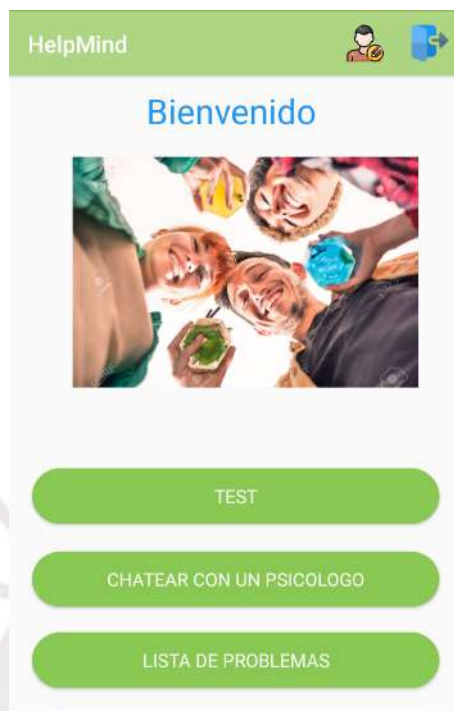 HelpMind
Bienvenido
TEST
CHATEAR CON UN PSICOLOGO
LISTA DE PROBLEMAS